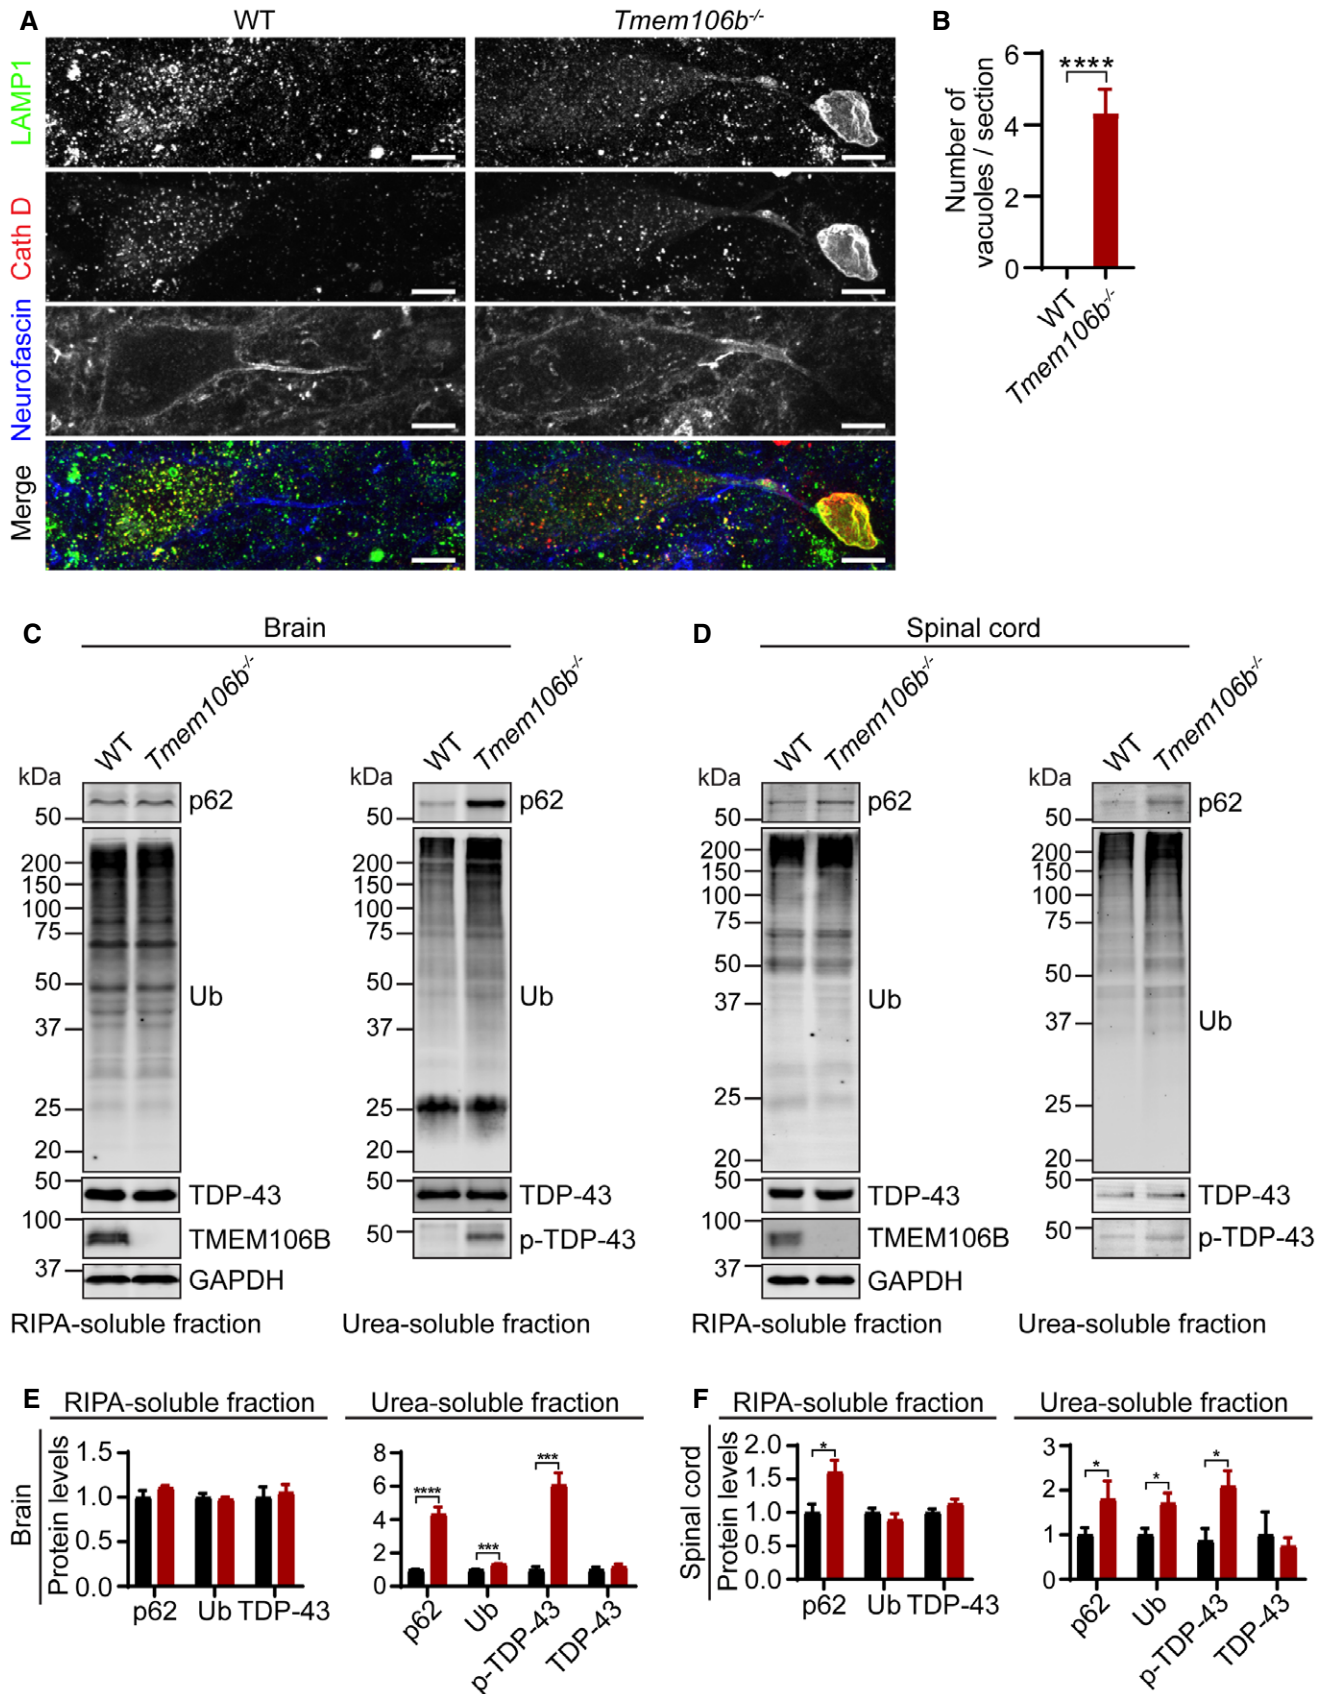 A
WT
Tmem106b-/-
LAMP1
Cath D
Neurofascin
Merge
B
Number of
vacuoles / section
6
4
2
0
****
WT
Tmem106b-/-
C
Brain
WT
Tmem106b-/-
kDa
50
p62
200
150
100
75
50
37
25
20
Ub
50
TDP-43
100
TMEM106B
37
GAPDH
RIPA-soluble fraction
WT
Tmem106b-/-
kDa
50
p62
200
150
100
75
50
37
25
20
Ub
50
TDP-43
50
p-TDP-43
Urea-soluble fraction
D
Spinal cord
WT
Tmem106b-/-
kDa
50
p62
200
150
100
75
50
37
25
20
Ub
50
TDP-43
100
TMEM106B
37
GAPDH
RIPA-soluble fraction
WT
Tmem106b-/-
kDa
50
p62
200
150
100
75
50
37
25
20
Ub
50
TDP-43
50
p-TDP-43
Urea-soluble fraction
E
Brain
RIPA-soluble fraction
Protein levels
1.5
1.0
0.5
0.0
p62 Ub TDP-43
Urea-soluble fraction
8
6
4
2
0
****
***
***
p62
Ub
p-TDP-43
TDP-43
F
Spinal cord
RIPA-soluble fraction
Protein levels
2.0
1.5
1.0
0.5
0.0
*
p62 Ub TDP-43
Urea-soluble fraction
3
2
1
0
*
*
*
p62
Ub
p-TDP-43
TDP-43